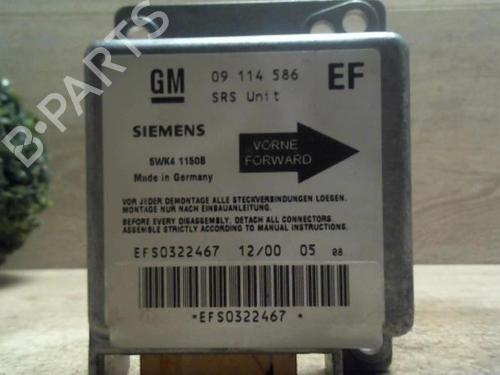 GM 09 114 586 EF
SRS Unit
SIEMENS
5WK4 1150B
Made in Germany
VORNE
FORWARD
VOR JEDER DEMONTAGE ALLE STECKVERBINDUNGEN LOESEN.
MONTAGE NUR NACH EINBAUANLEITUNG.
BEFORE EVERY DISASSEMBLY, DETACH ALL CONNECTORS.
ASSEMBLE STRICTLY ACCORDING TO MANUAL INSTRUCTIONS.
EFS0322467 12/00 05 08
*EFS0322467 *
B-PARTS